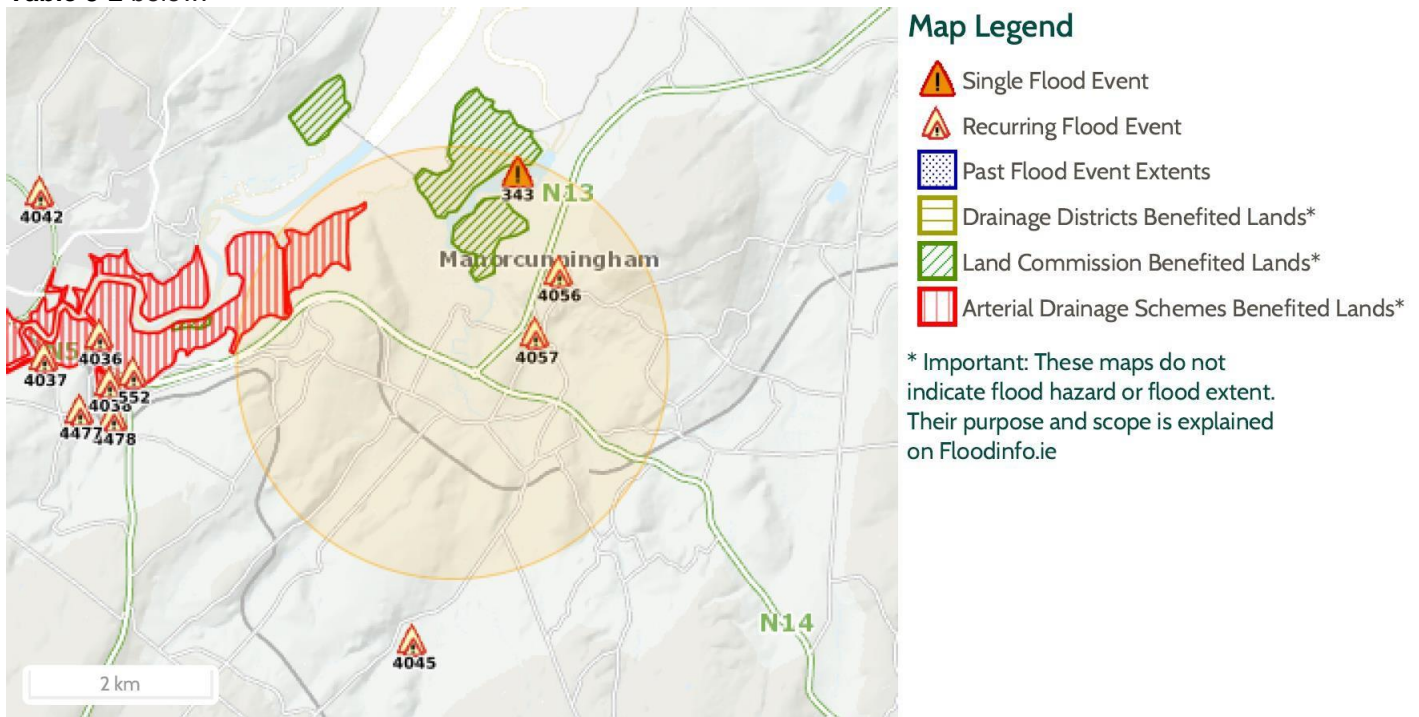 Map Legend
Single Flood Event
Recurring Flood Event
Past Flood Event Extents
Drainage Districts Benefited Lands*
Land Commission Benefited Lands*
Arterial Drainage Schemes Benefited Lands*
* Important: These maps do not
indicate flood hazard or flood extent.
Their purpose and scope is explained
on Floodinfo.ie
4042
343
N13
Manorcunningham
4056
4057
4036
4037
552
4477
4478
4045
N14
2 km